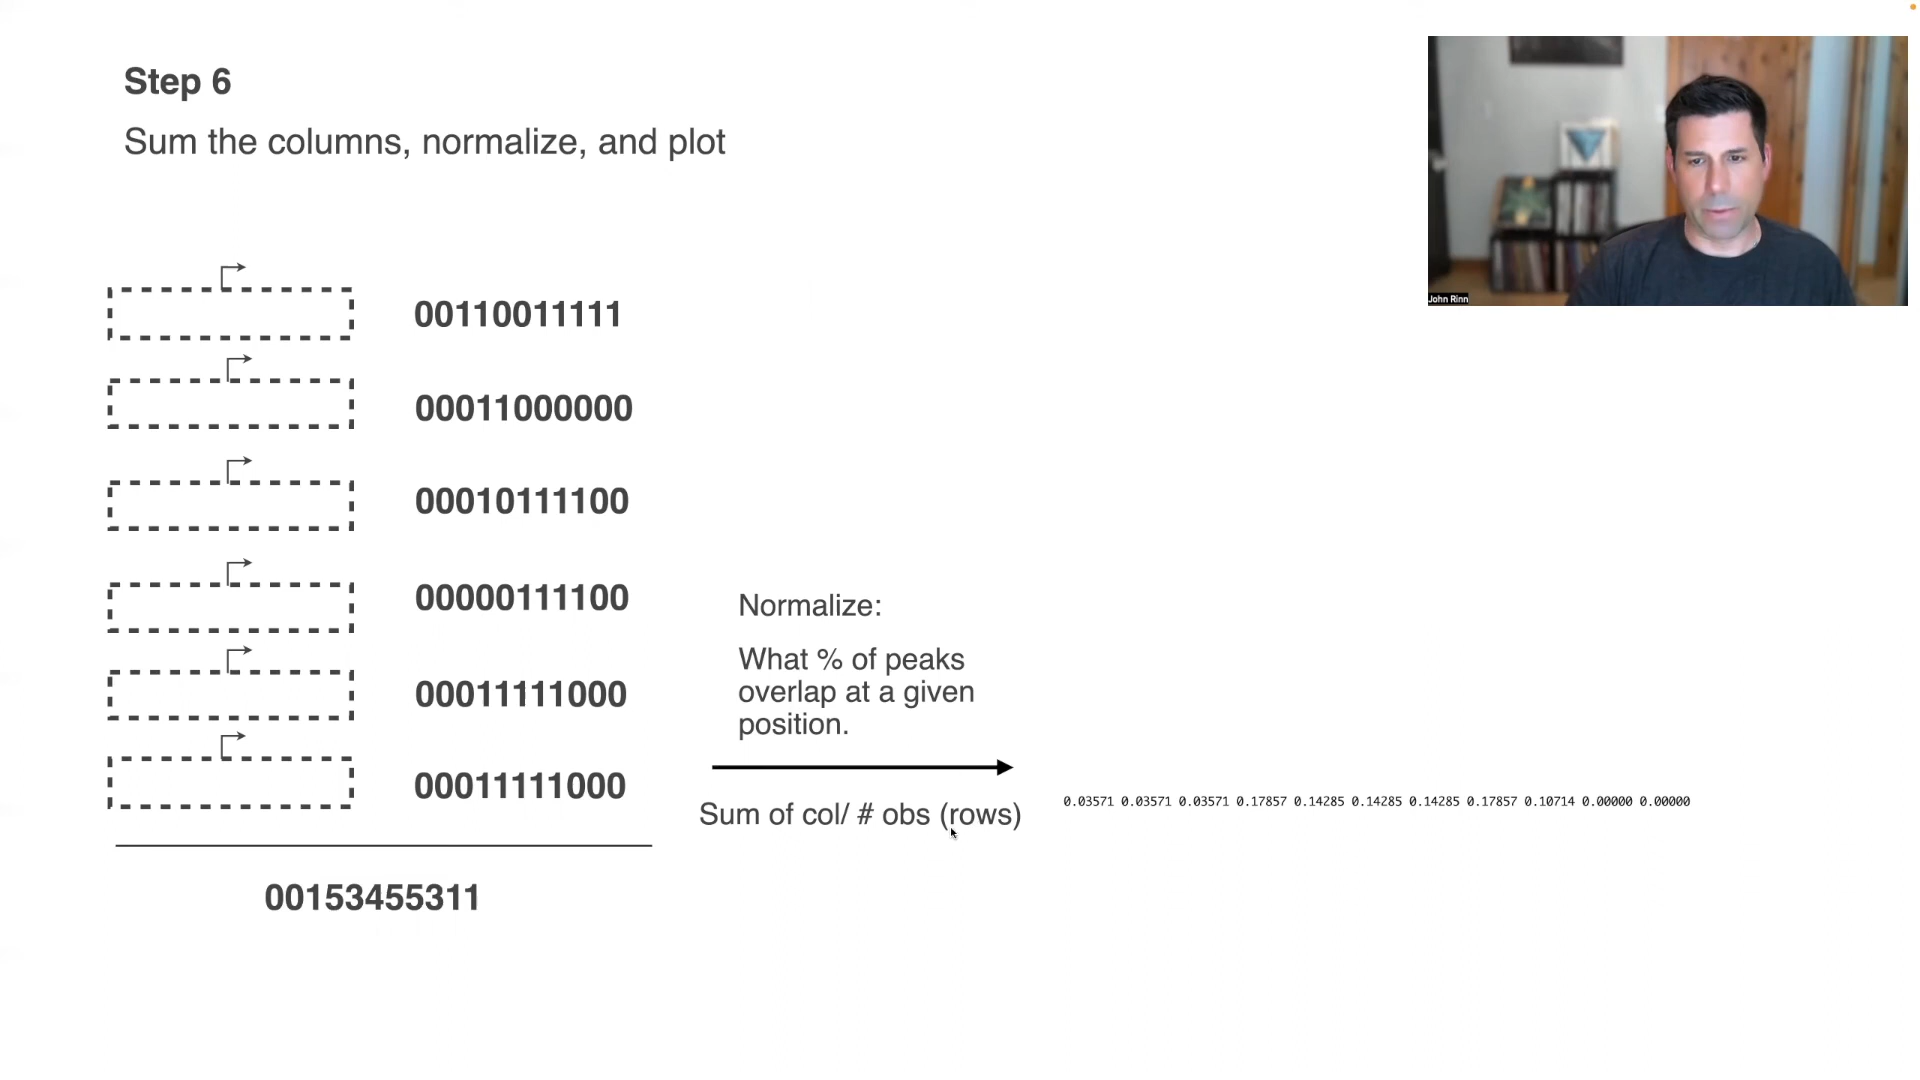 Step 6
Sum the columns, normalize, and plot
John Rinn
00110011111
00011000000
00010111100
00000111100
00011111000
00011111000
00153455311
Normalize:
What % of peaks
overlap at a given
position.
Sum of col/ # obs (rows)
0.03571 0.03571 0.03571 0.17857 0.14285 0.14285 0.14285 0.17857 0.10714 0.00000 0.00000